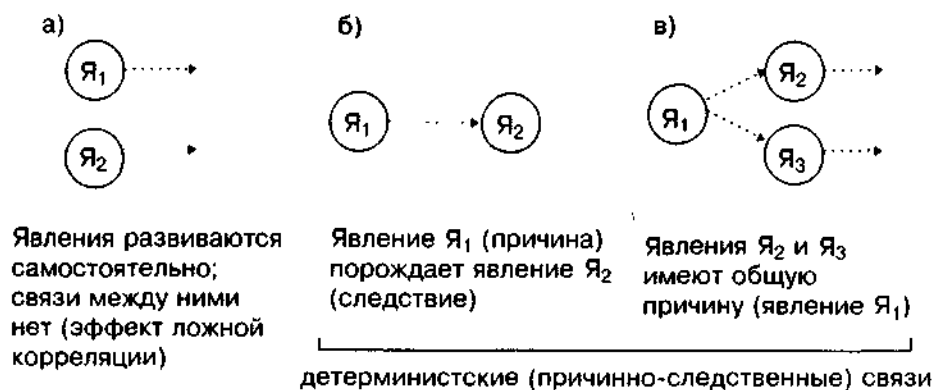 а)
Я₁
Я₂
Явления развиваются
самостоятельно;
связи между ними
нет (эффект ложной
корреляции)
б)
Я₁ Я₂
Явление Я₁ (причина)
порождает явление Я₂
(следствие)
в)
Я₁
Я₂
Я₃
Явления Я₂ и Я₃
имеют общую
причину (явление Я₁)
детерминистские (причинно-следственные) связи